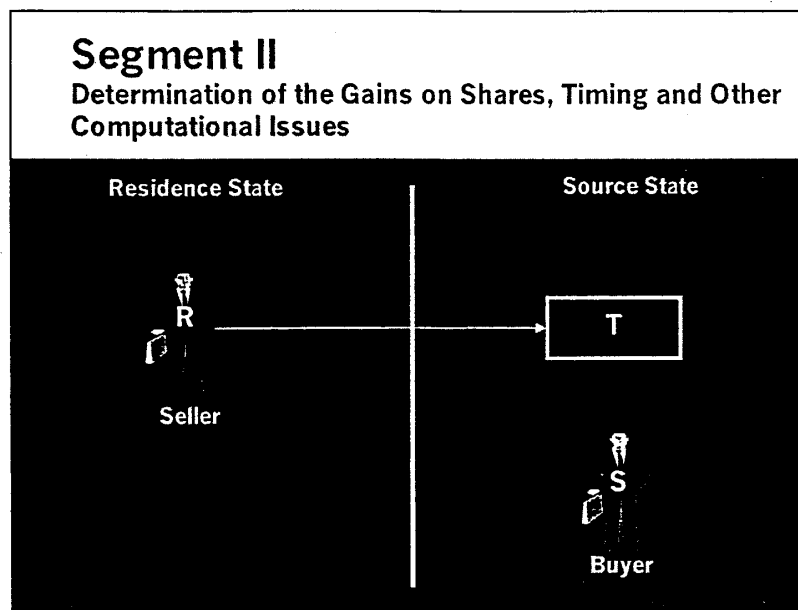 Segment II
Determination of the Gains on Shares, Timing and Other
Computational Issues
Residence State
Source State
R
T
Seller
S
Buyer